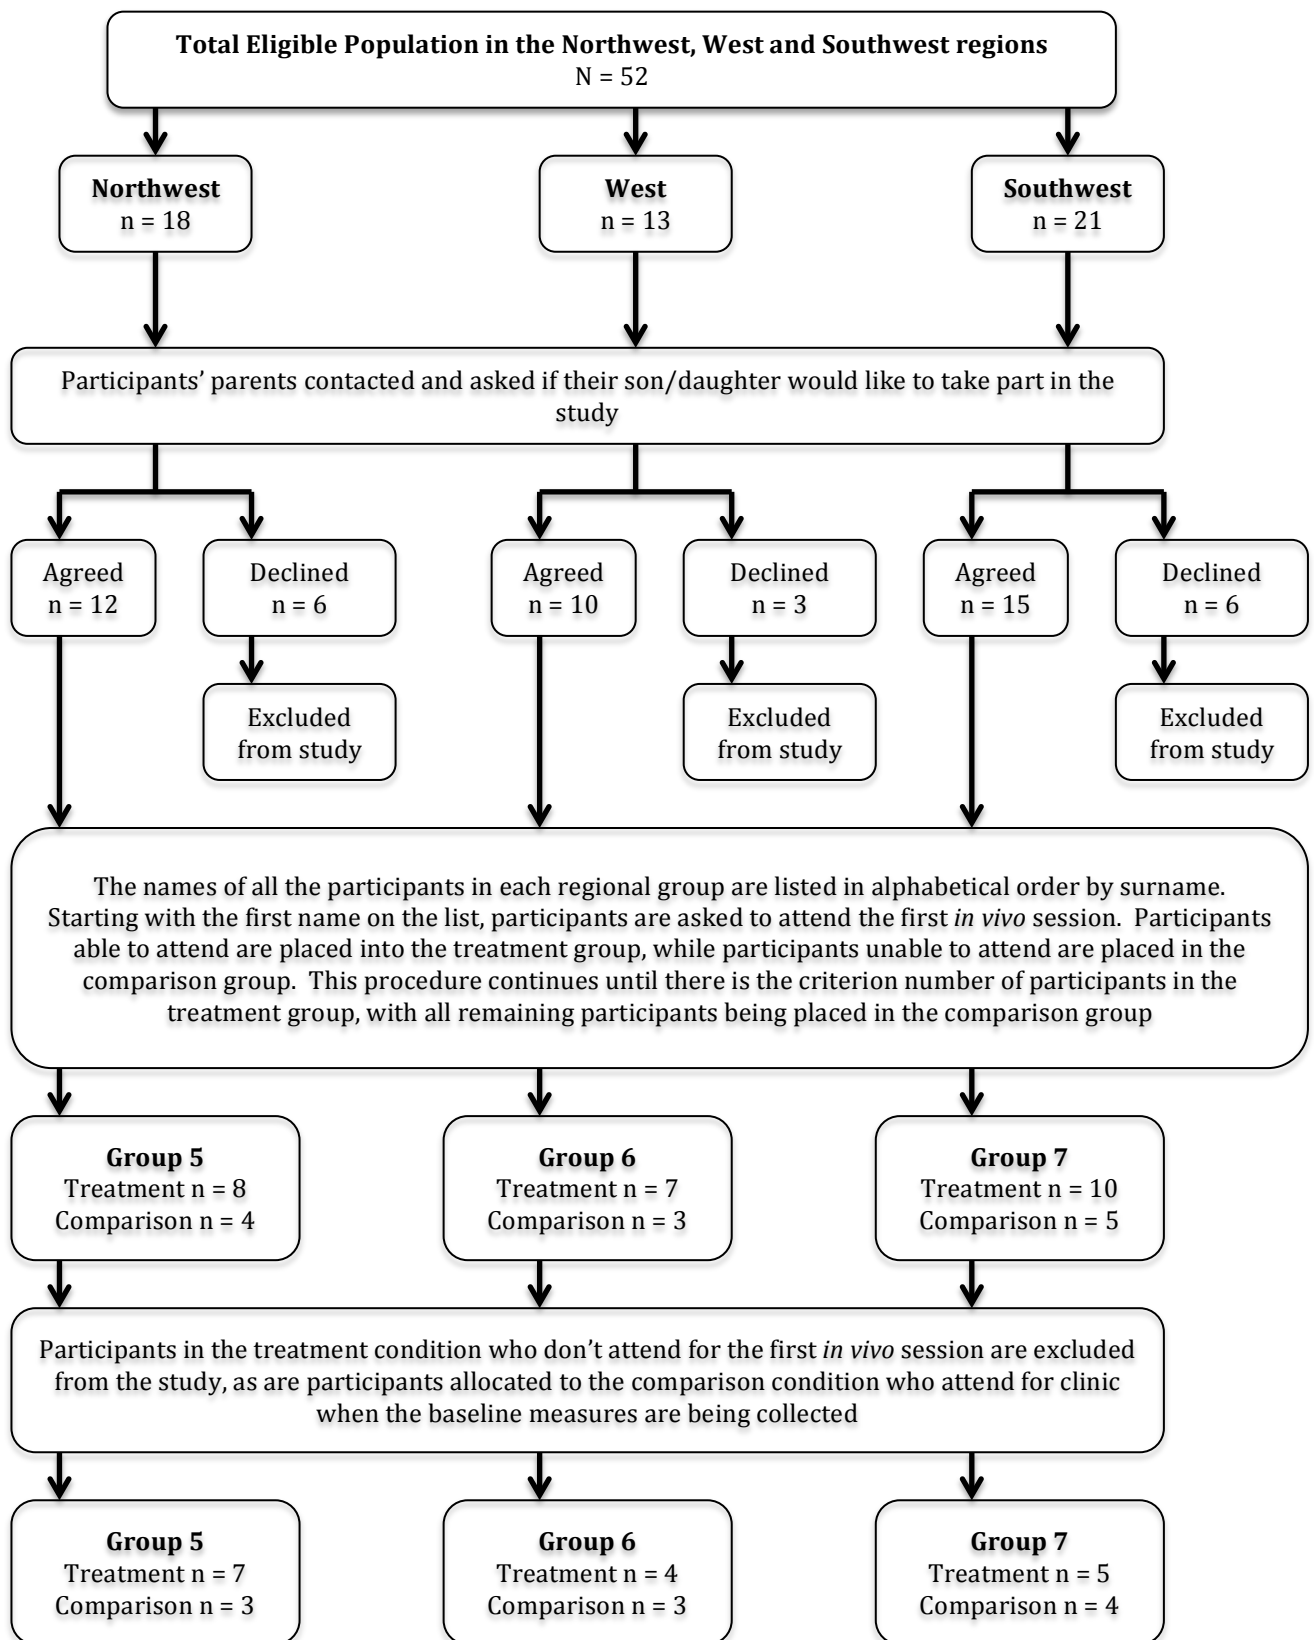 Total Eligible Population in the Northwest, West and Southwest regions
N = 52
Northwest
n = 18
West
n = 13
Southwest
n = 21
Participants’ parents contacted and asked if their son/daughter would like to take part in the
study
Agreed
n = 12
Declined
n = 6
Agreed
n = 10
Declined
n = 3
Agreed
n = 15
Declined
n = 6
Excluded
from study
Excluded
from study
Excluded
from study
The names of all the participants in each regional group are listed in alphabetical order by surname.
Starting with the first name on the list, participants are asked to attend the first in vivo session. Participants
able to attend are placed into the treatment group, while participants unable to attend are placed in the
comparison group. This procedure continues until there is the criterion number of participants in the
treatment group, with all remaining participants being placed in the comparison group
Group 5
Treatment n = 8
Comparison n = 4
Group 6
Treatment n = 7
Comparison n = 3
Group 7
Treatment n = 10
Comparison n = 5
Participants in the treatment condition who don’t attend for the first in vivo session are excluded
from the study, as are participants allocated to the comparison condition who attend for clinic
when the baseline measures are being collected
Group 5
Treatment n = 7
Comparison n = 3
Group 6
Treatment n = 4
Comparison n = 3
Group 7
Treatment n = 5
Comparison n = 4